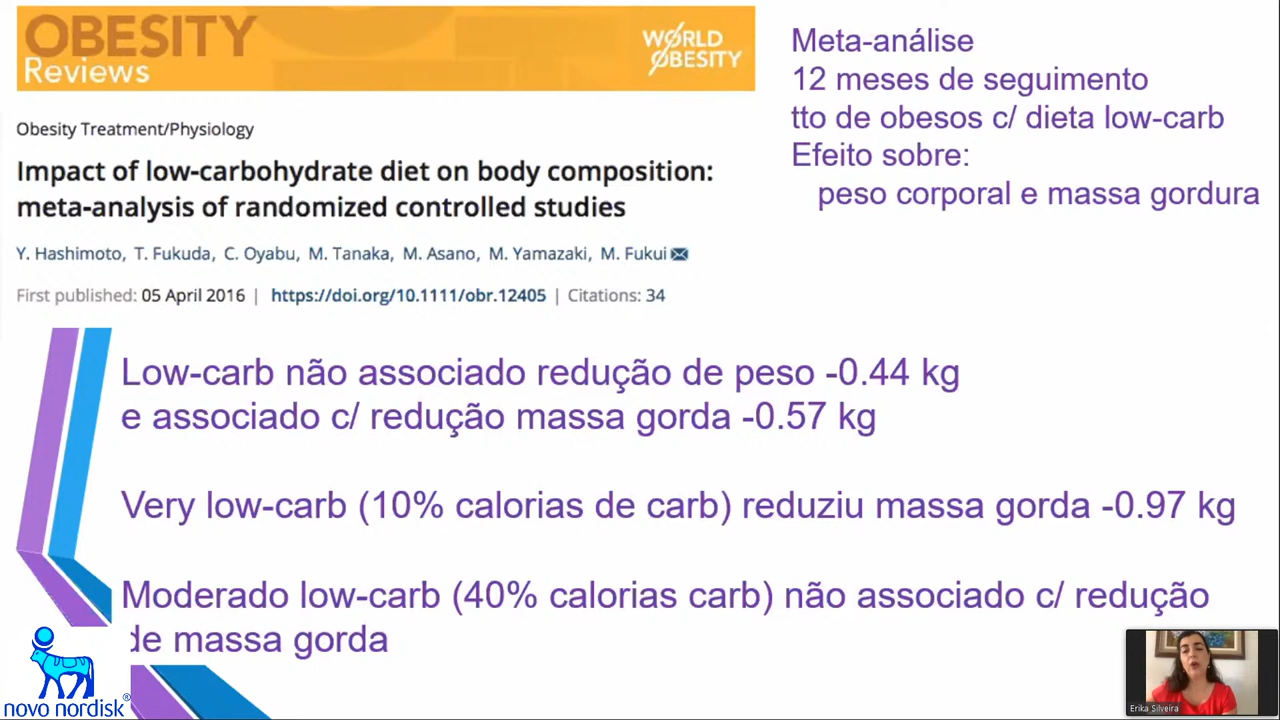 OBESITY
Reviews
WORLD
OBESITY
Obesity Treatment/Physiology
Impact of low-carbohydrate diet on body composition:
meta-analysis of randomized controlled studies
Y. Hashimoto, T. Fukuda, C. Oyabu, M. Tanaka, M. Asano, M. Yamazaki, M. Fukui
First published: 05 April 2016 | https://doi.org/10.1111/obr.12405 | Citations: 34
Meta-análise
12 meses de seguimento
tto de obesos c/ dieta low-carb
Efeito sobre:
peso corporal e massa gordura
Low-carb não associado redução de peso -0.44 kg
e associado c/ redução massa gorda -0.57 kg
Very low-carb (10% calorias de carb) reduziu massa gorda -0.97 kg
Moderado low-carb (40% calorias carb) não associado c/ redução
de massa gorda
novo nordisk®
Erika Silveira